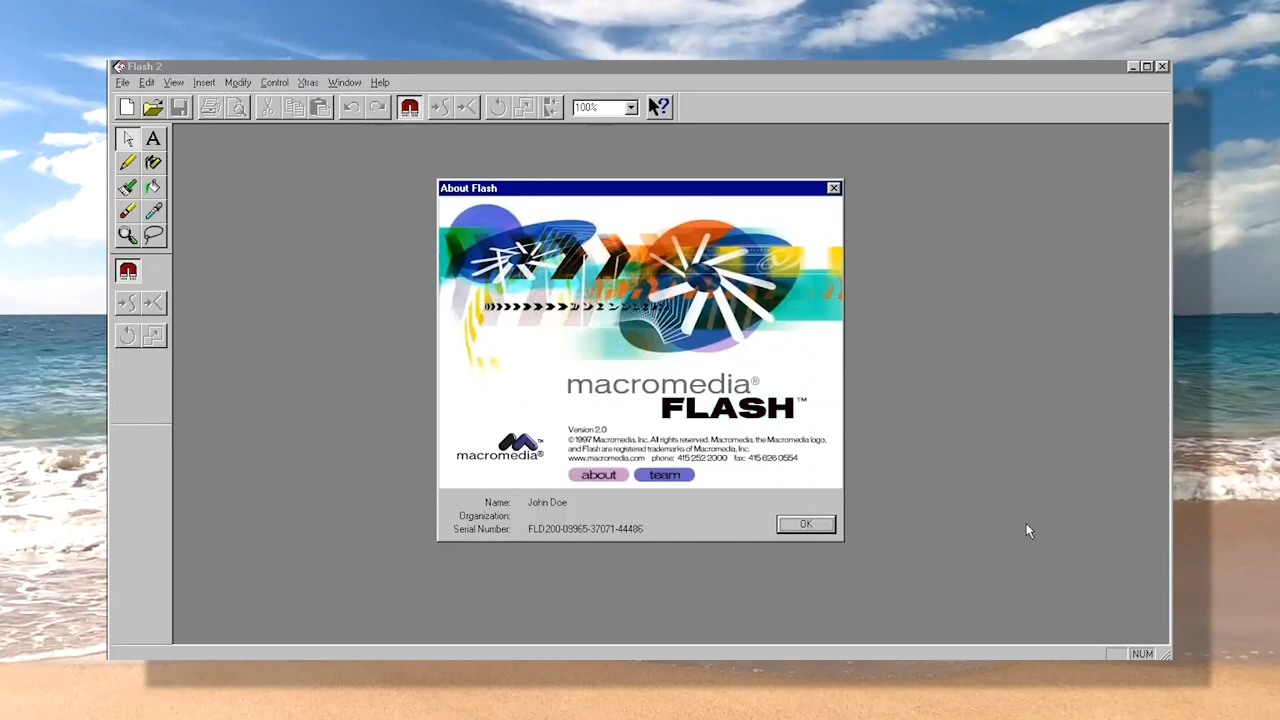 Flash 2
File Edit View Insert Modify Control Xtras Window Help
A
100%
?
About Flash
macromedia®
FLASH™
Version 2.0
© 1997 Macromedia, Inc. All rights reserved. Macromedia, the Macromedia logo,
and Flash are registered trademarks of Macromedia, Inc.
www.macromedia.com phone: 415 252 2000 fax: 415 626 0554
macromedia®
about team
Name: John Doe
Organization:
Serial Number: FLD200-09965-37071-44486
OK
NUM